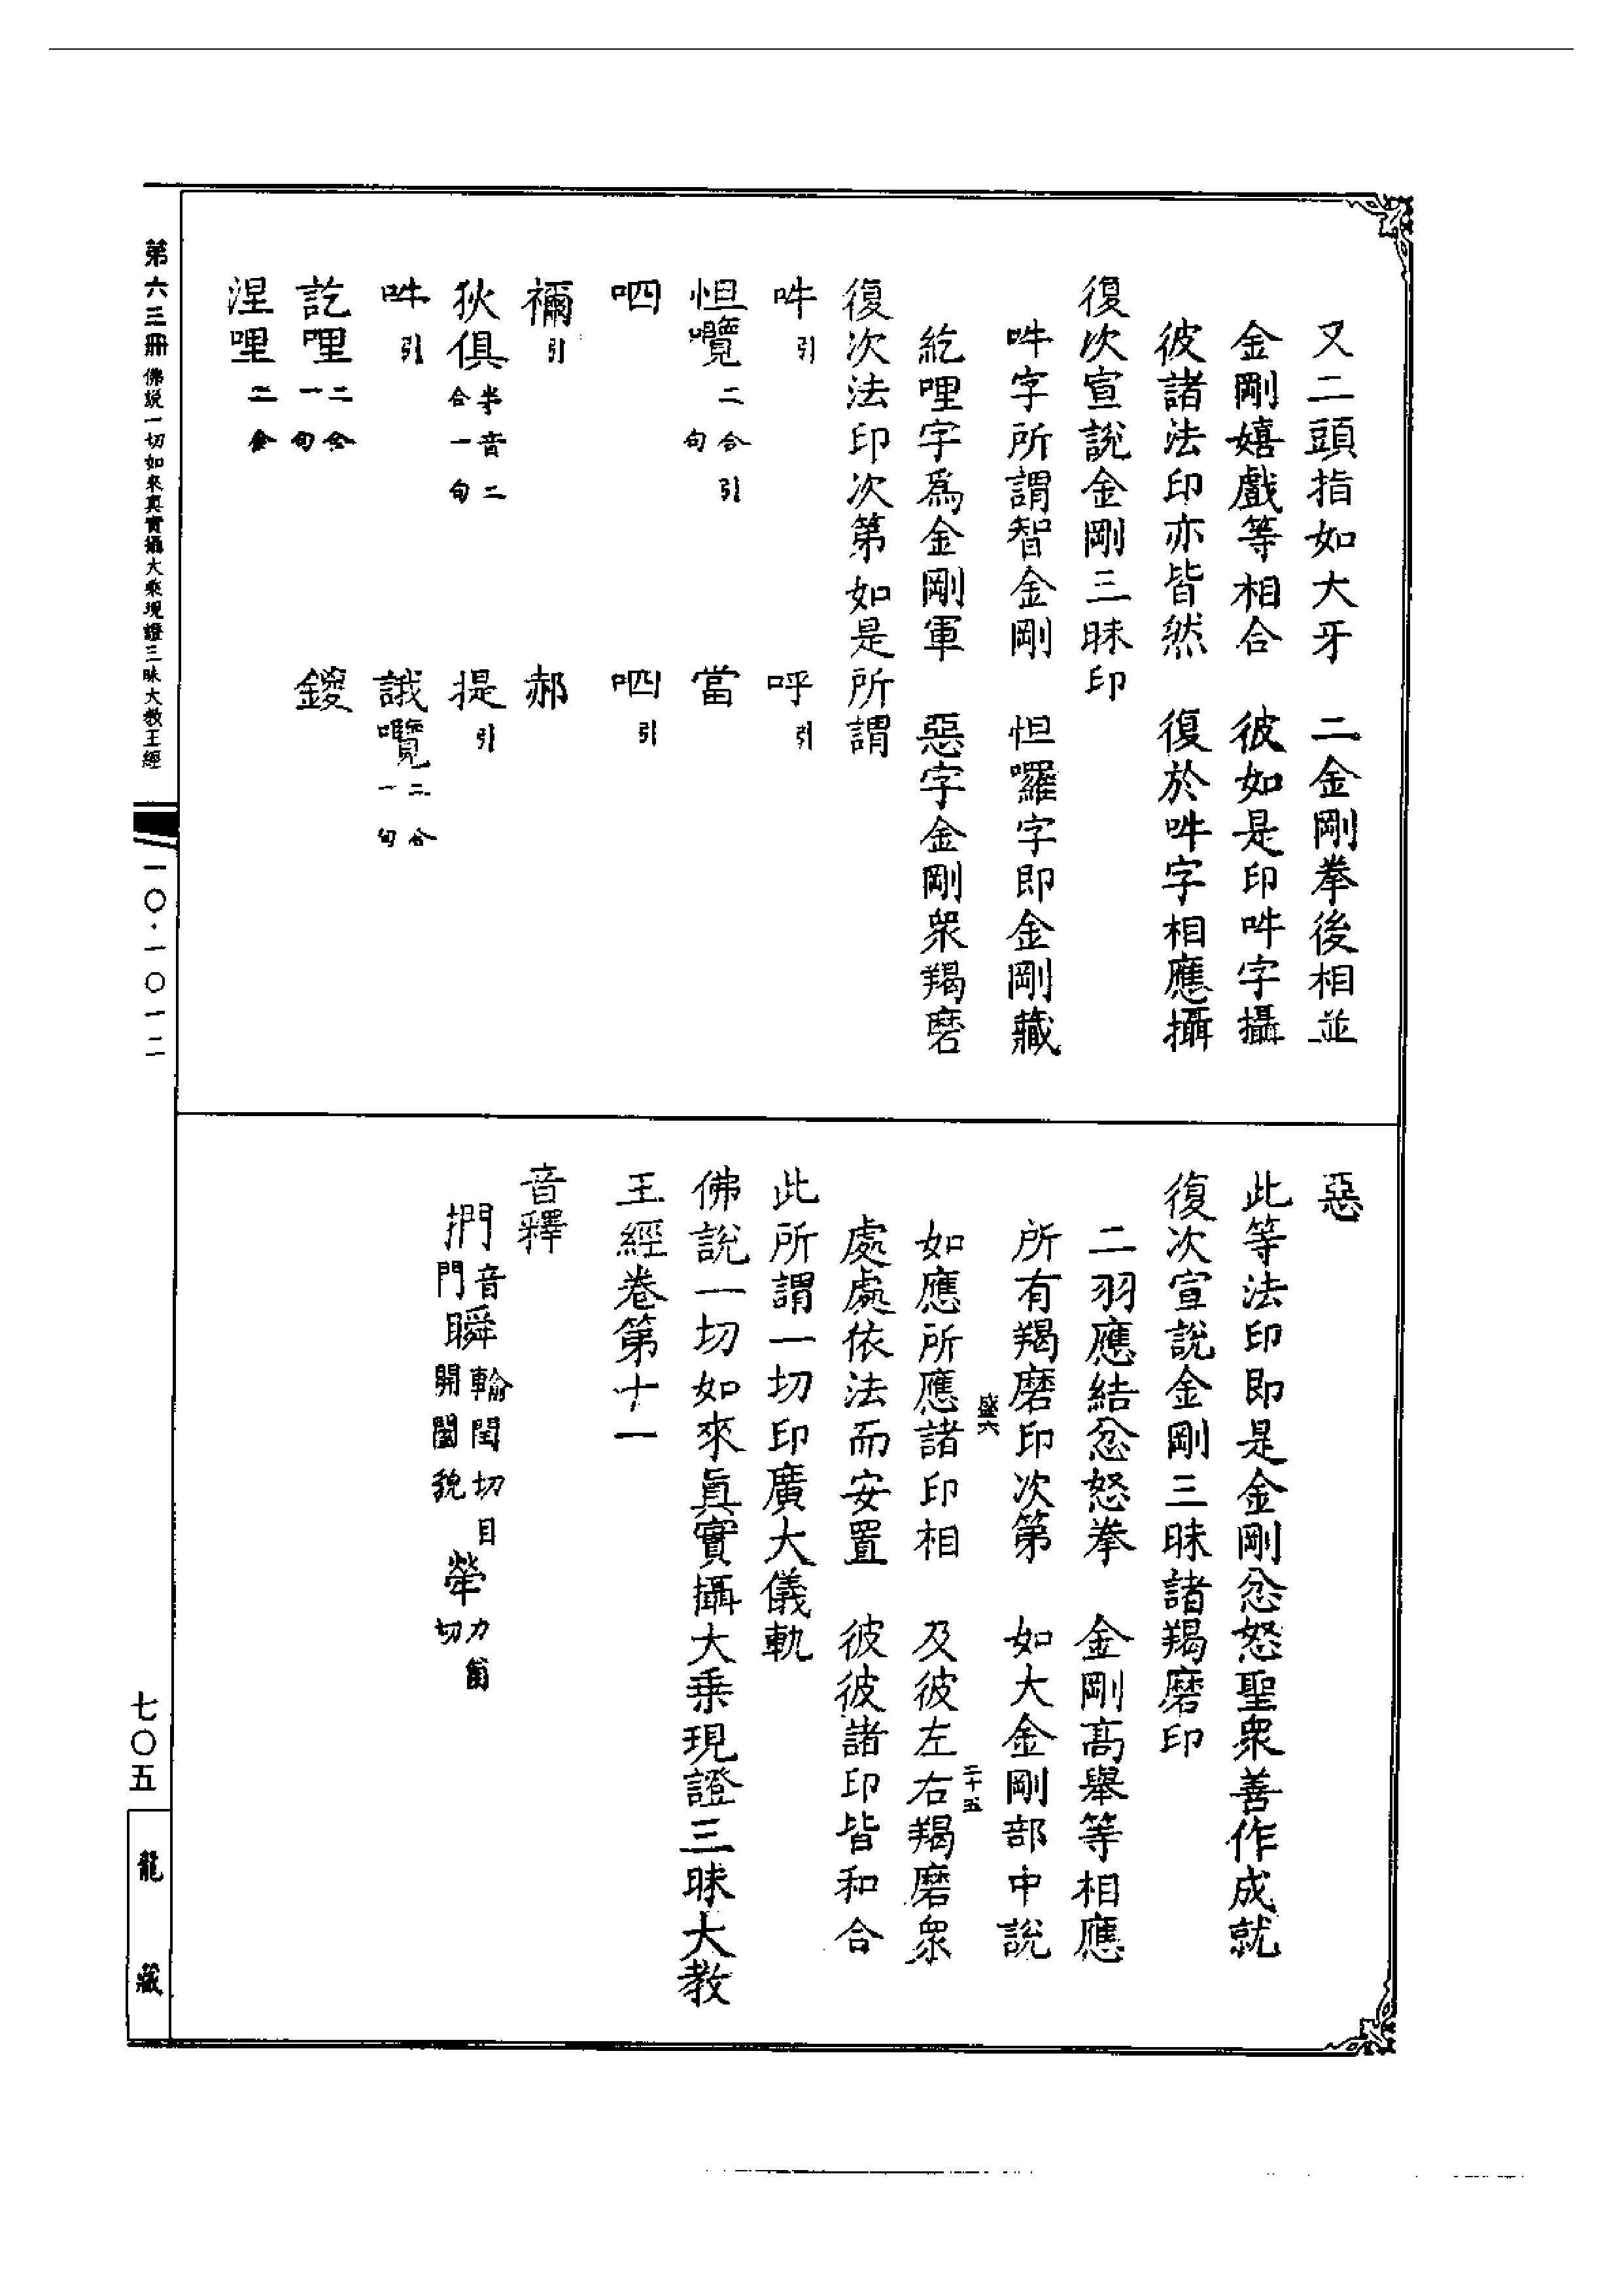 又二頭指如大牙　二金剛拳後相並
金剛嬉戲等相合　彼如是印吽字攝
彼諸法印亦皆然　復於吽字相應攝
復次宣說金剛三昧印
吽字所謂智金剛　怛囉字即金剛藏
紇哩字爲金剛軍　惡字金剛衆羯磨
復次法印次第如是所謂
吽引　呼引
怛囕二合引句　當
呬　呬引
禰引　郝
狄俱半音二合一句　提引
吽引　誐囕二合一句
訖哩二合一句　鑁
涅哩二合
惡
此等法印即是金剛忿怒聖衆善作成就
復次宣說金剛三昧諸羯磨印
二羽應結忿怒拳　金剛高舉等相應
所有羯磨印次第　如大金剛部中說
盛六　二十五
如應所應諸印相　及彼左右羯磨衆
處處依法而安置　彼彼諸印皆和合
此所謂一切印廣大儀軌
佛說一切如來眞實攝大乘現證三昧大教
王經卷第十一
音釋
捫音門瞬輸閏切目開闔貌犖力角切
第六三冊　佛說一切如來真實攝大乘現證三昧大教王經
一〇·一〇一二
七〇五
龍藏